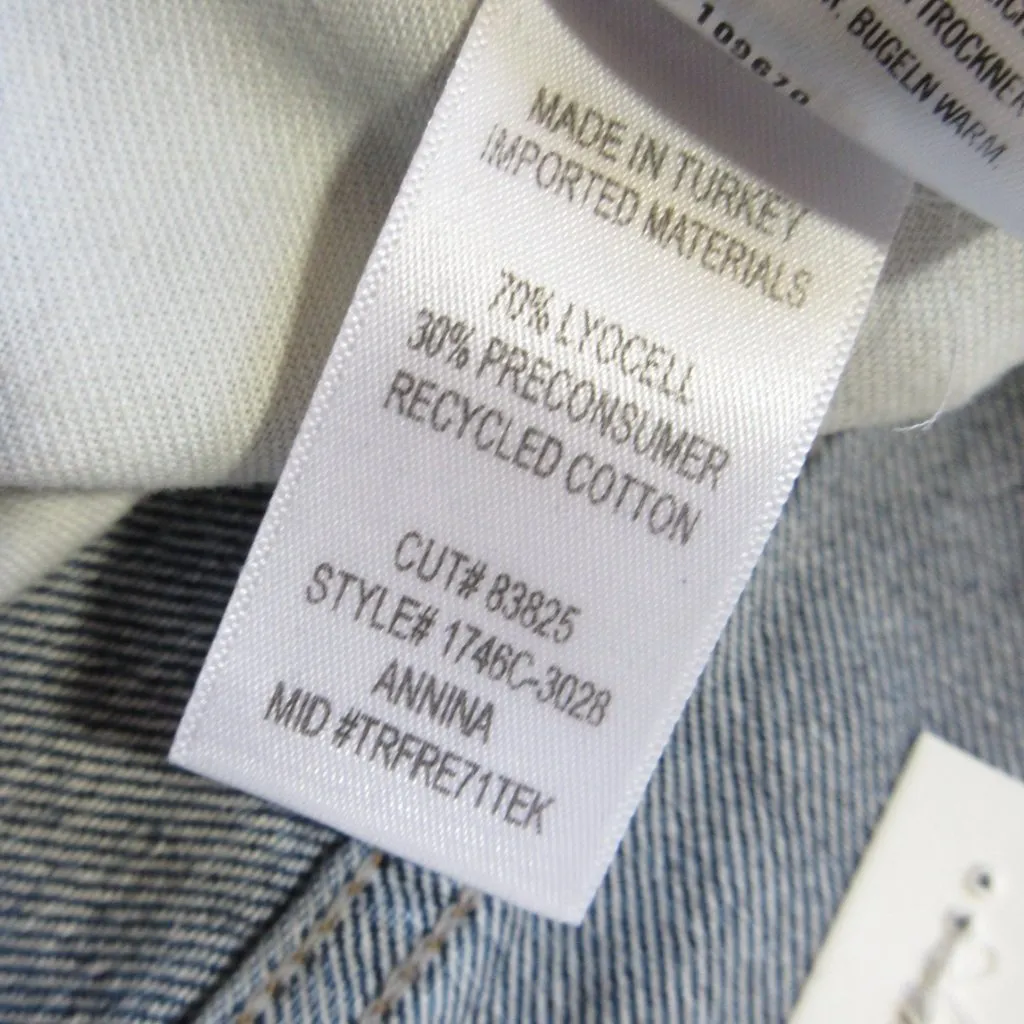 109670
BUGELN WARM.
MADE IN TURKEY
IMPORTED MATERIALS
70% LYOCELL
30% PRECONSUMER
RECYCLED COTTON
CUT# 83825
STYLE# 1746C-3028
ANNINA
MID #TRFRE71TEK